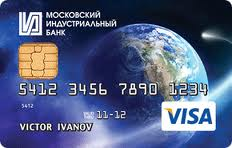 МОСКОВСКИЙ
ИНДУСТРИАЛЬНЫЙ
БАНК
5412 3456 7890 1234
5412
11-12
VICTOR IVANOV
VISA